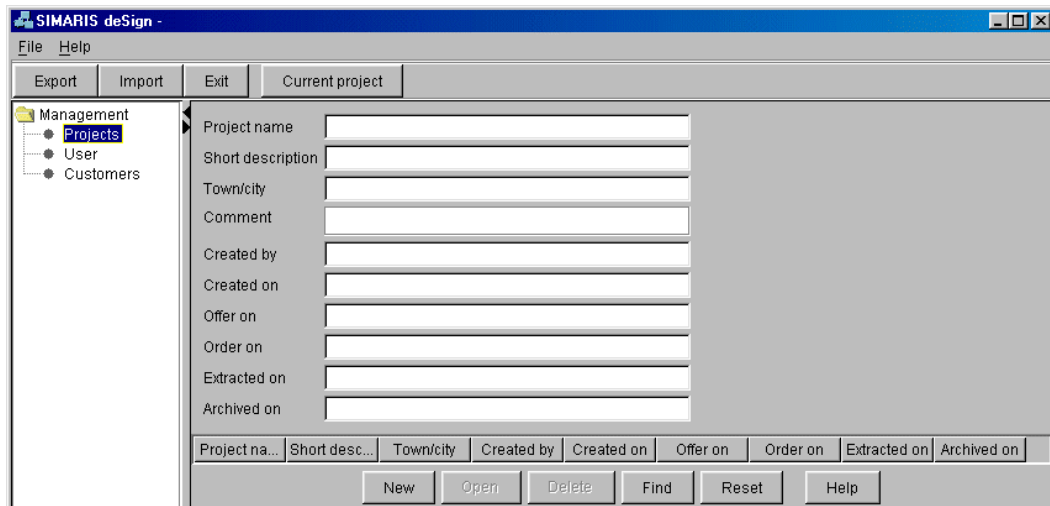 SIMARIS deSign -
File Help
Export Import Exit Current project
Management
Projects
User
Customers
Project name
Short description
Town/city
Comment
Created by
Created on
Offer on
Order on
Extracted on
Archived on
Project na... Short desc... Town/city Created by Created on Offer on Order on Extracted on Archived on
New Open Delete Find Reset Help